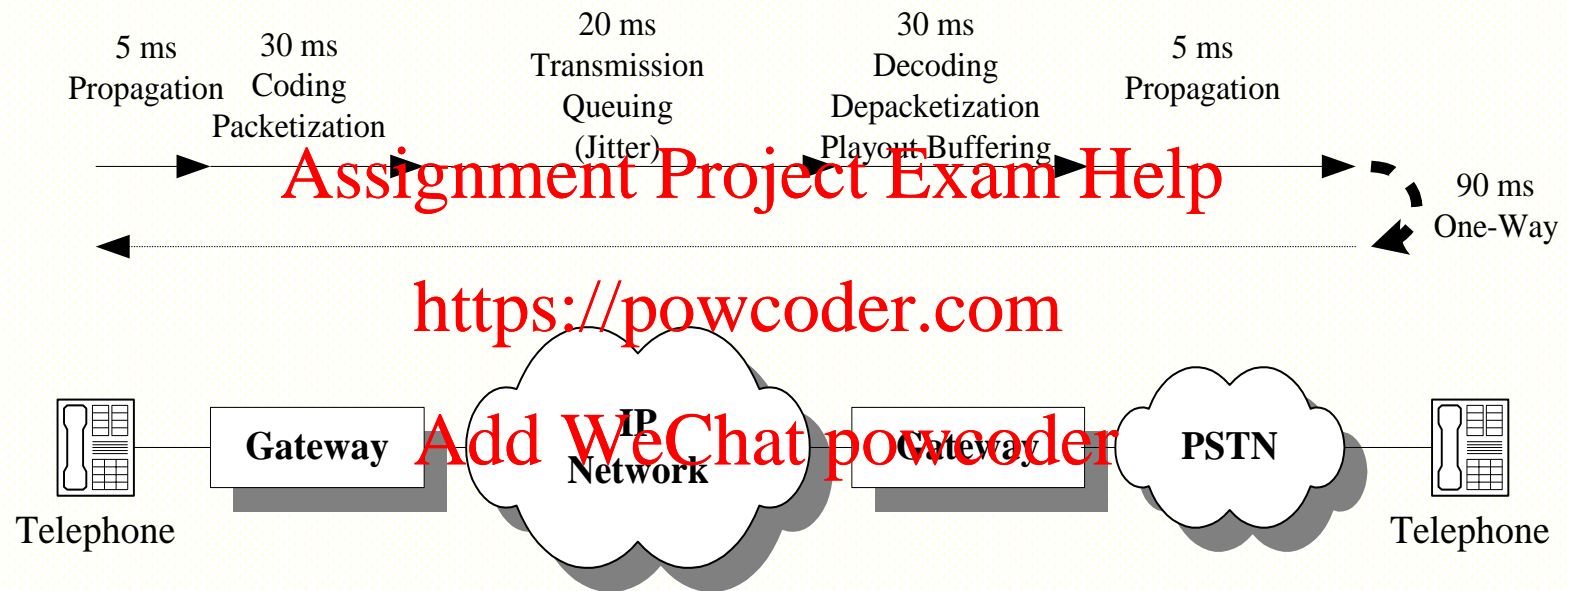 5 ms
Propagation
30 ms
Coding
Packetization
20 ms
Transmission
Queuing
(Jitter)
30 ms
Decoding
Depacketization
Playout Buffering
5 ms
Propagation
Assignment Project Exam Help
90 ms
One-Way
https://powcoder.com
Add WeChat powcoder
Telephone
Gateway
IP
Network
Gateway
PSTN
Telephone